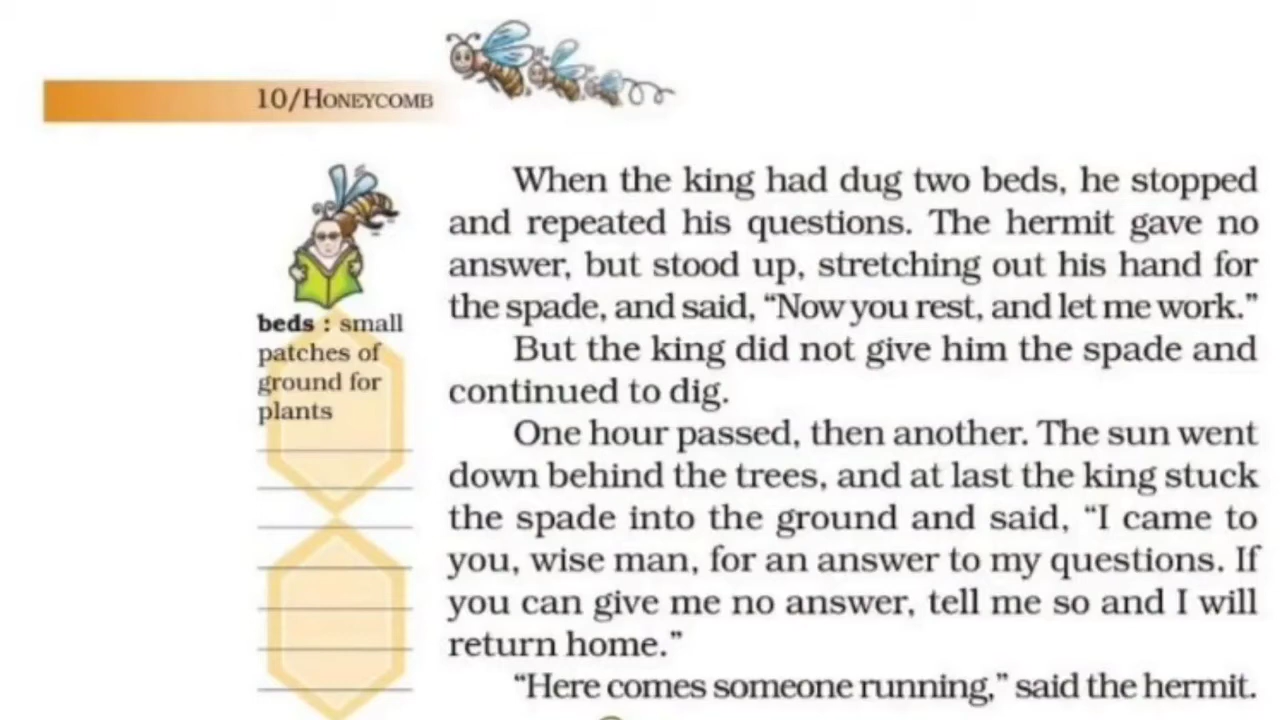 10/HONEYCOMB
beds : small
patches of
ground for
plants
When the king had dug two beds, he stopped
and repeated his questions. The hermit gave no
answer, but stood up, stretching out his hand for
the spade, and said, “Now you rest, and let me work.”
But the king did not give him the spade and
continued to dig.
One hour passed, then another. The sun went
down behind the trees, and at last the king stuck
the spade into the ground and said, “I came to
you, wise man, for an answer to my questions. If
you can give me no answer, tell me so and I will
return home.”
“Here comes someone running,” said the hermit.